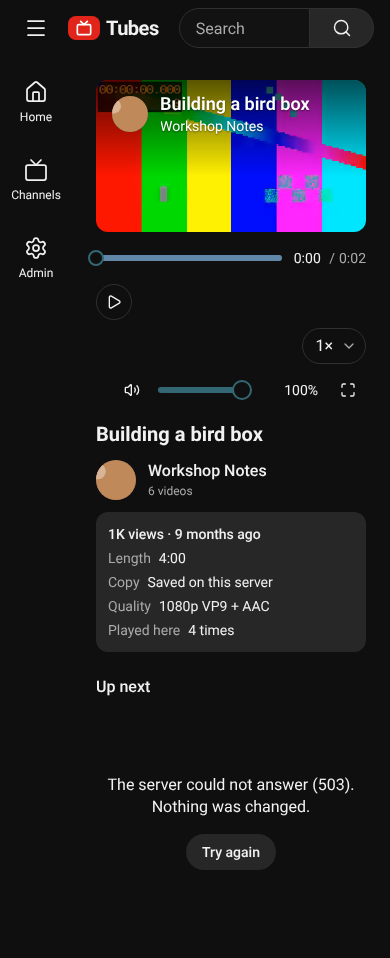 Tubes
Search
Home
Channels
Admin
00:00:00.000
Building a bird box
Workshop Notes
0:00 / 0:02
1×
100%
Building a bird box
Workshop Notes
6 videos
1K views · 9 months ago
Length 4:00
Copy Saved on this server
Quality 1080p VP9 + AAC
Played here 4 times
Up next
The server could not answer (503).
Nothing was changed.
Try again